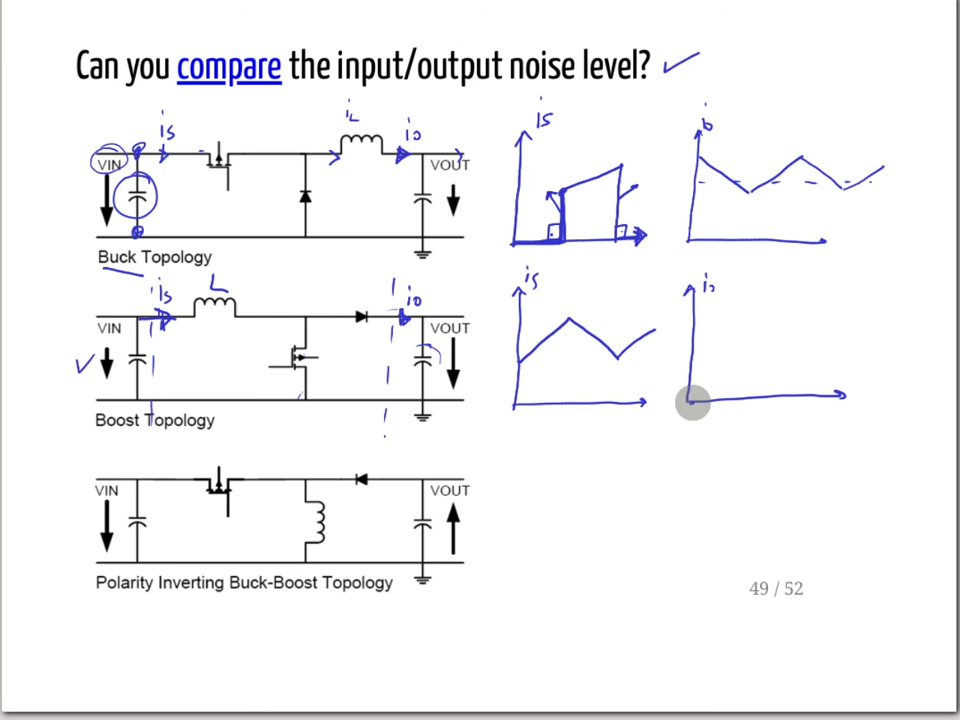 Can you compare the input/output noise level?
is
iL
io
VIN
VOUT
Buck Topology
is
io
is
L
io
VIN
VOUT
Boost Topology
is
io
VIN
VOUT
Polarity Inverting Buck-Boost Topology
49 / 52